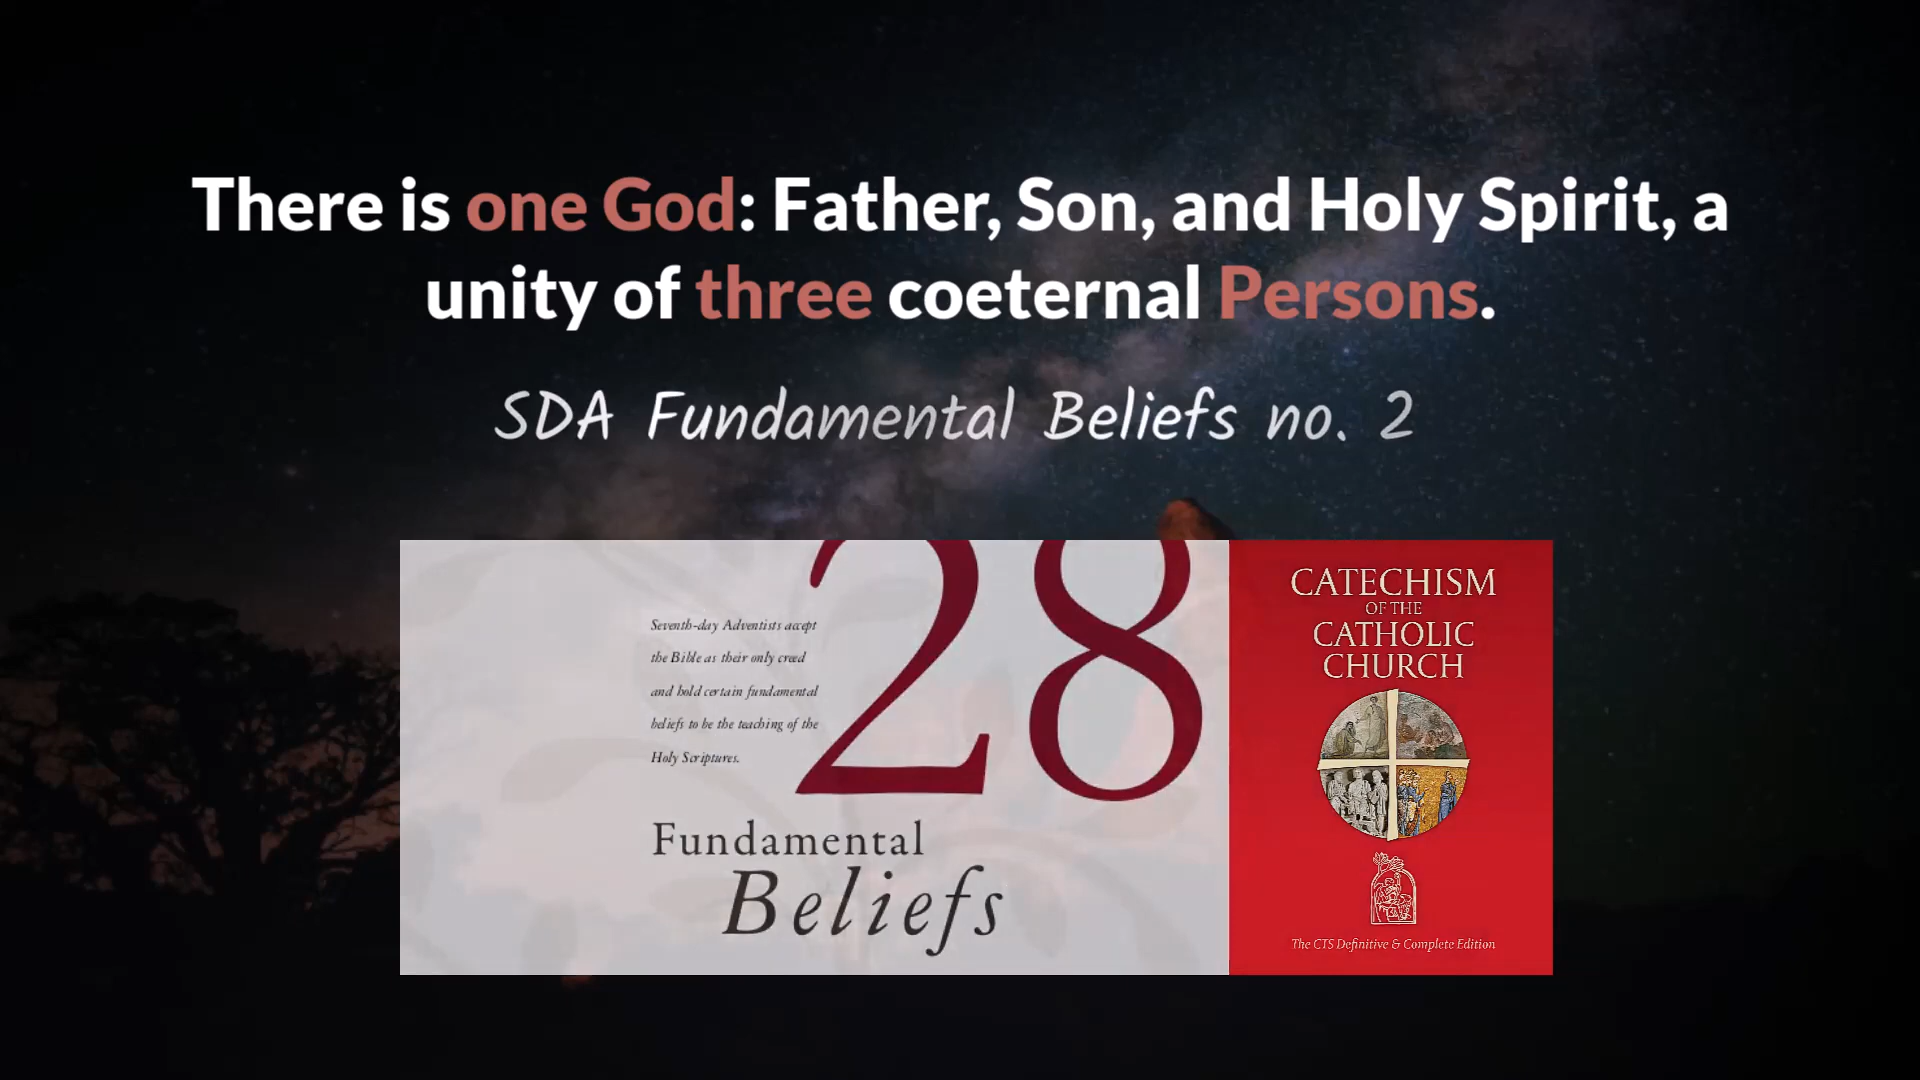 There is one God: Father, Son, and Holy Spirit, a
unity of three coeternal Persons.
SDA Fundamental Beliefs no. 2
Seventh-day Adventists accept
the Bible as their only creed
and hold certain fundamental
beliefs to be the teaching of the
Holy Scriptures.
28
Fundamental
Beliefs
CATECHISM
OF THE
CATHOLIC
CHURCH
The CTS Definitive & Complete Edition